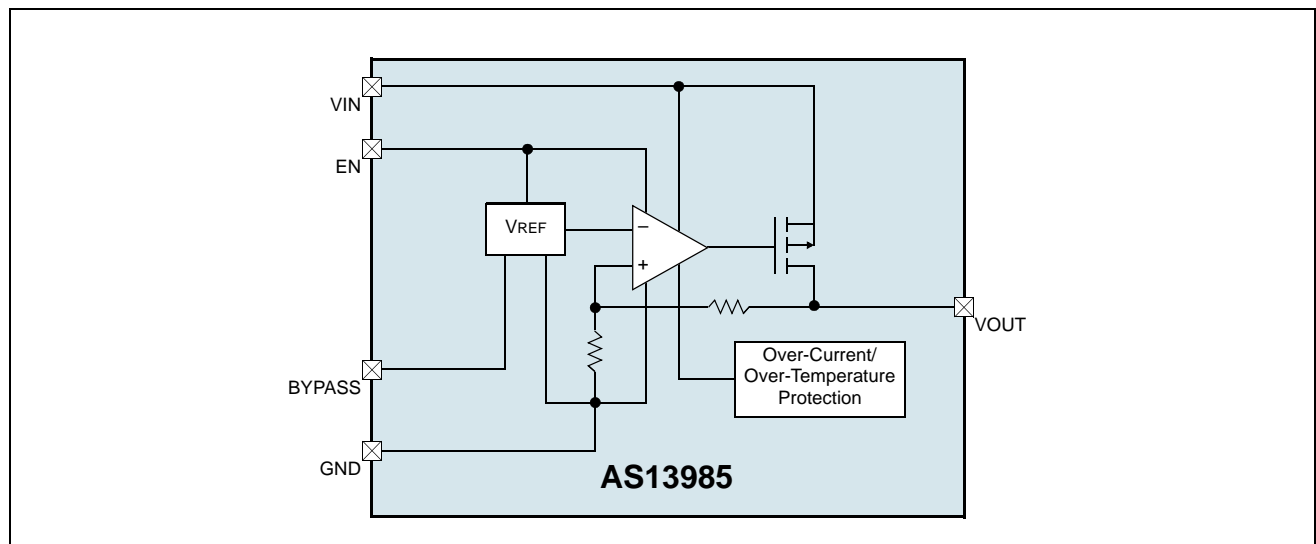 VIN
EN
VREF
−
+
VOUT
Over-Current/
Over-Temperature
Protection
BYPASS
GND
AS13985